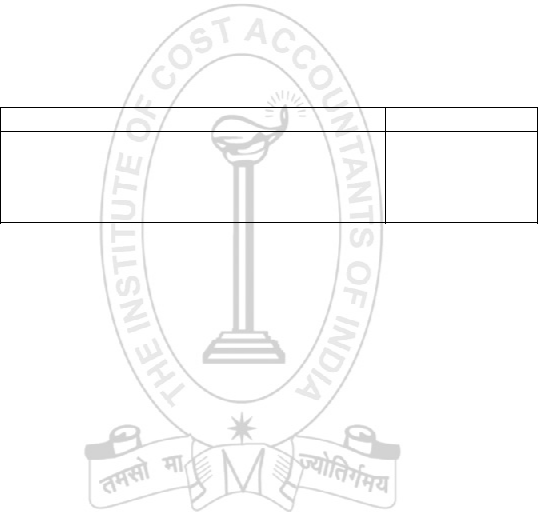 THE INSTITUTE OF COST ACCOUNTANTS OF INDIA
तमसो मा ज्योतिर्गमय